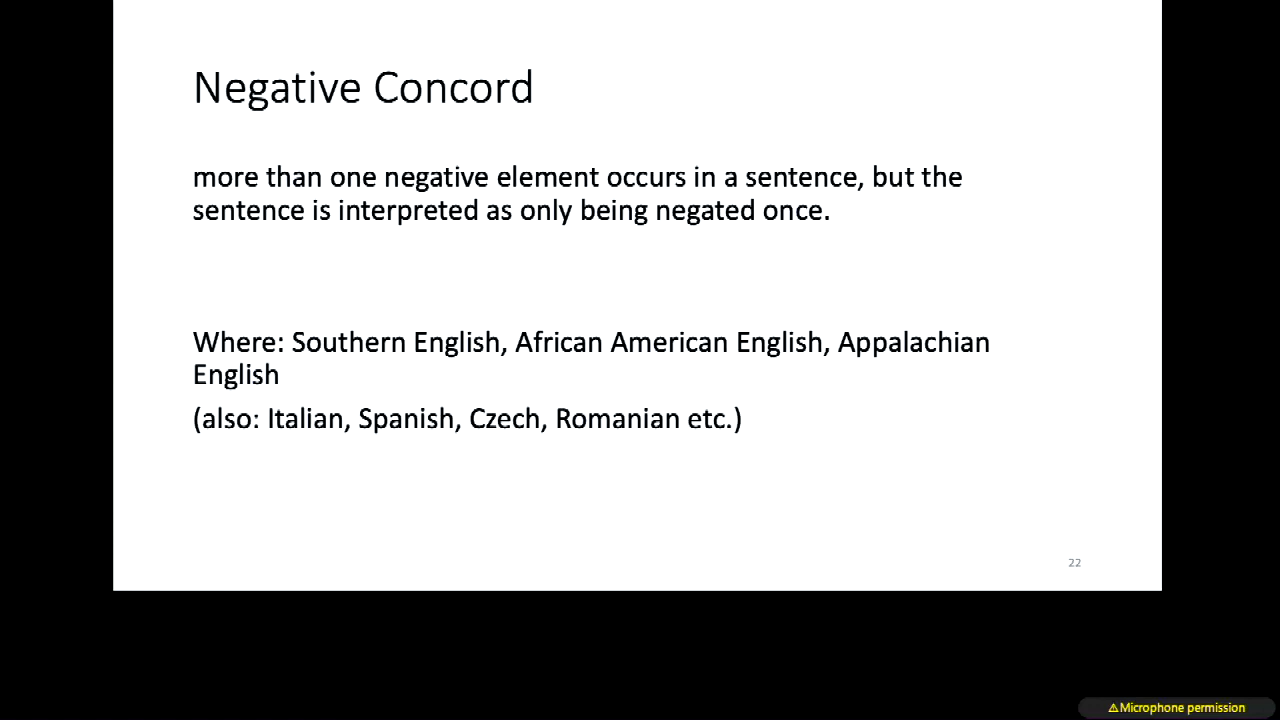 Negative Concord
more than one negative element occurs in a sentence, but the
sentence is interpreted as only being negated once.
Where: Southern English, African American English, Appalachian
English
(also: Italian, Spanish, Czech, Romanian etc.)
22
⚠Microphone permission